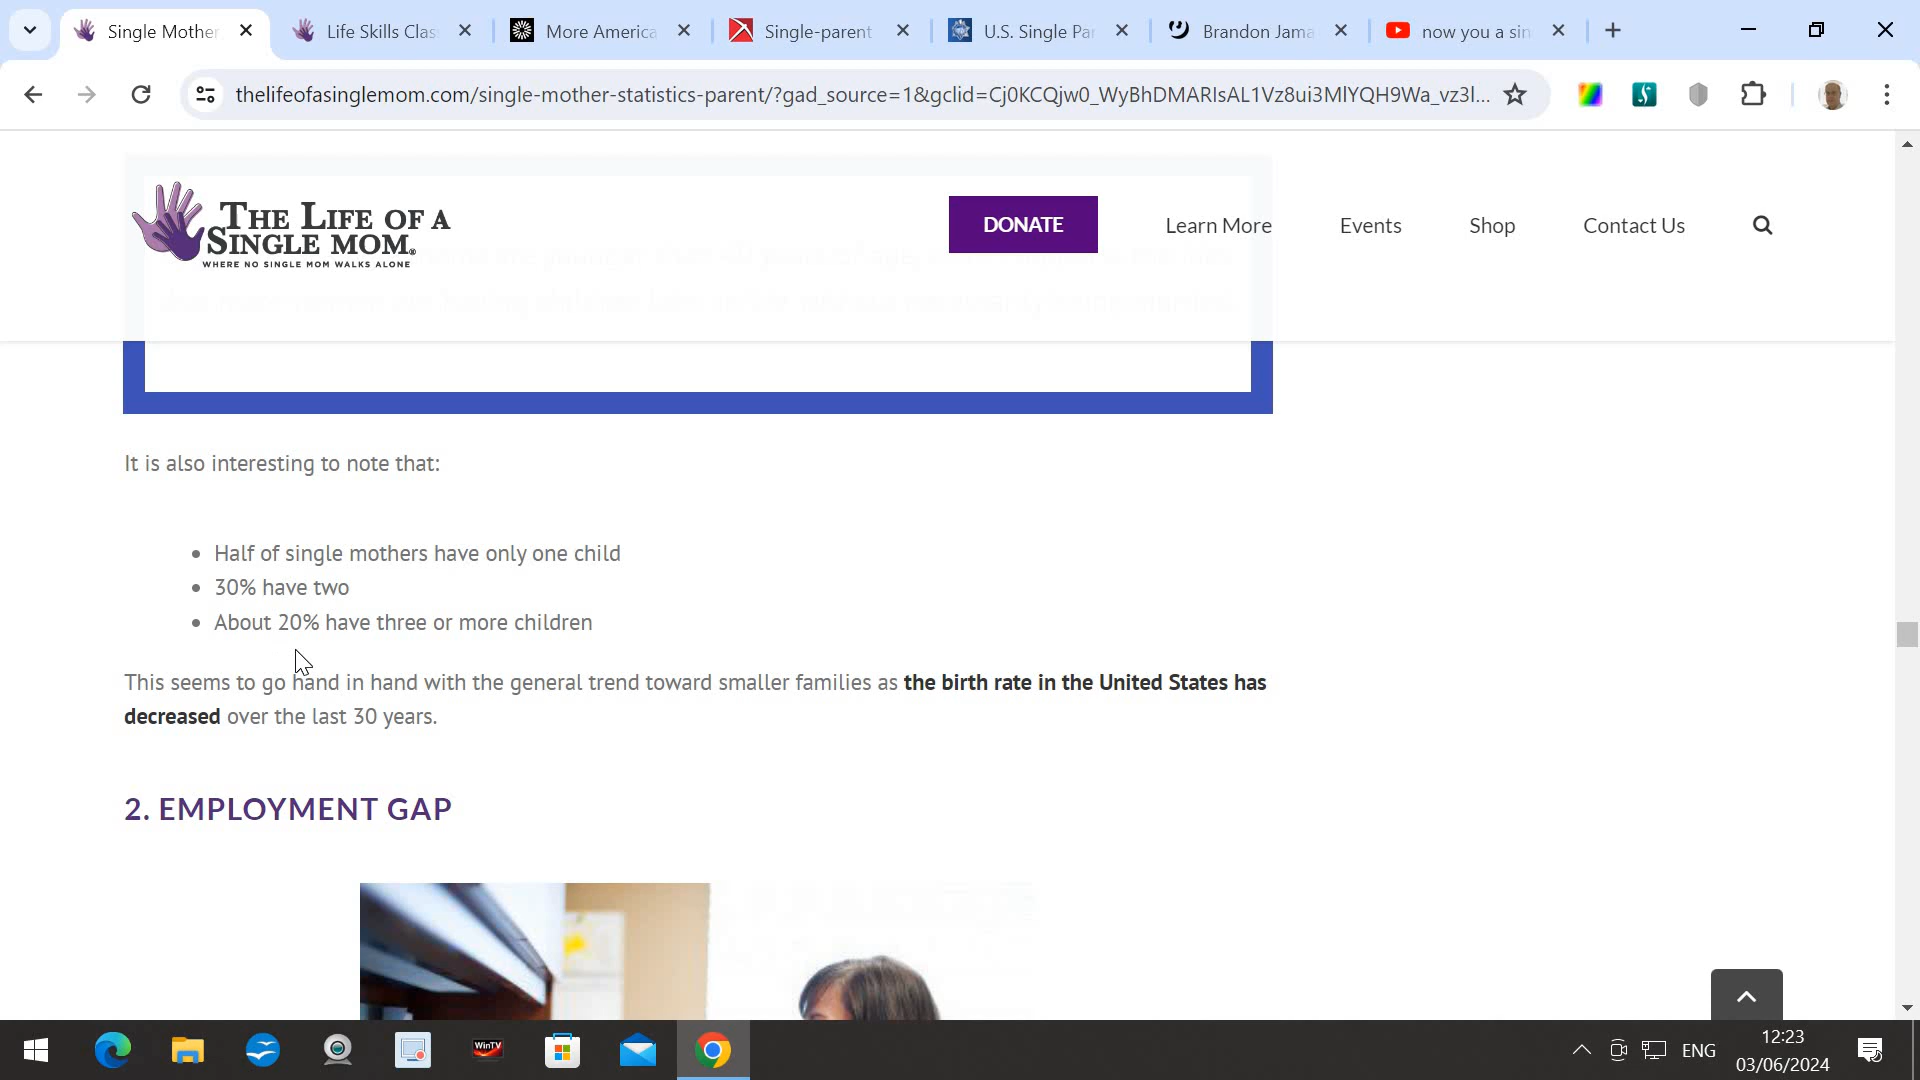 Single Mother
Life Skills Clas
More America
Single-parent
U.S. Single Par
Brandon Jama
now you a sin
thelifeofasinglemom.com/single-mother-statistics-parent/?gad_source=1&gclid=Cj0KCQjw0_WyBhDMARIsAL1Vz8ui3MlYQH9Wa_vz3l...
THE LIFE OF A
SINGLE MOM.
WHERE NO SINGLE MOM WALKS ALONE
DONATE
Learn More
Events
Shop
Contact Us
It is also interesting to note that:
• Half of single mothers have only one child
• 30% have two
• About 20% have three or more children
This seems to go hand in hand with the general trend toward smaller families as the birth rate in the United States has
decreased over the last 30 years.
2. EMPLOYMENT GAP
WinTV
ENG
12:23
03/06/2024